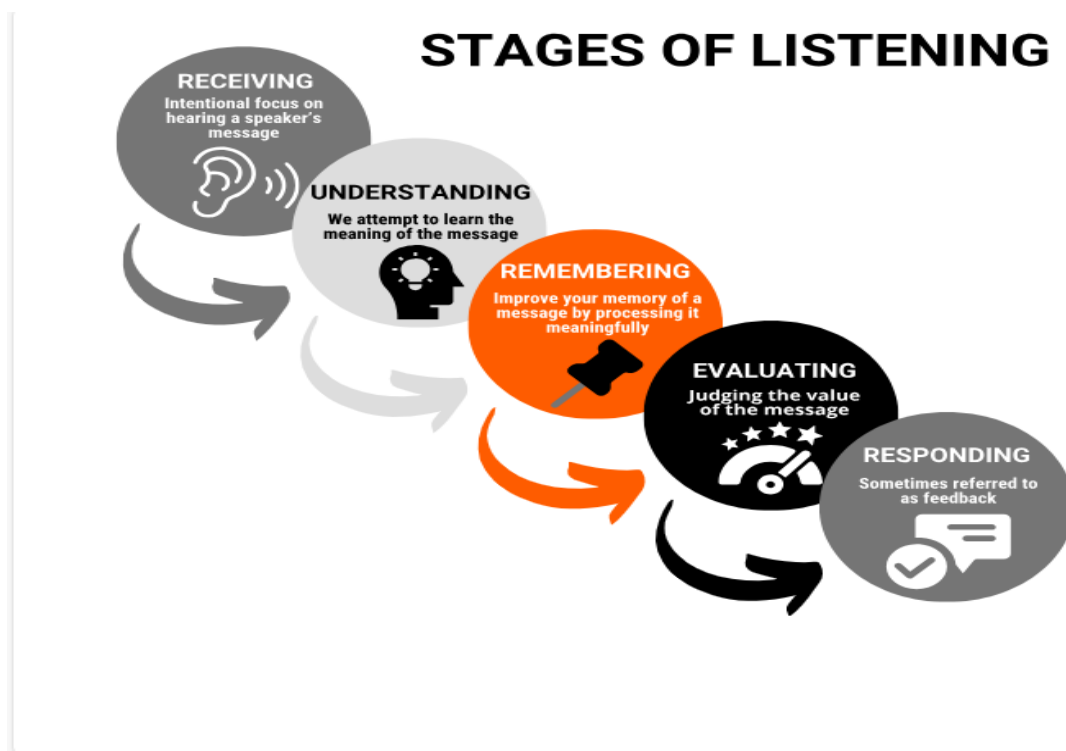 STAGES OF LISTENING
RECEIVING
Intentional focus on
hearing a speaker's
message
UNDERSTANDING
We attempt to learn the
meaning of the message
REMEMBERING
Improve your memory of a
message by processing it
meaningfully
EVALUATING
Judging the value
of the message
RESPONDING
Sometimes referred to
as feedback